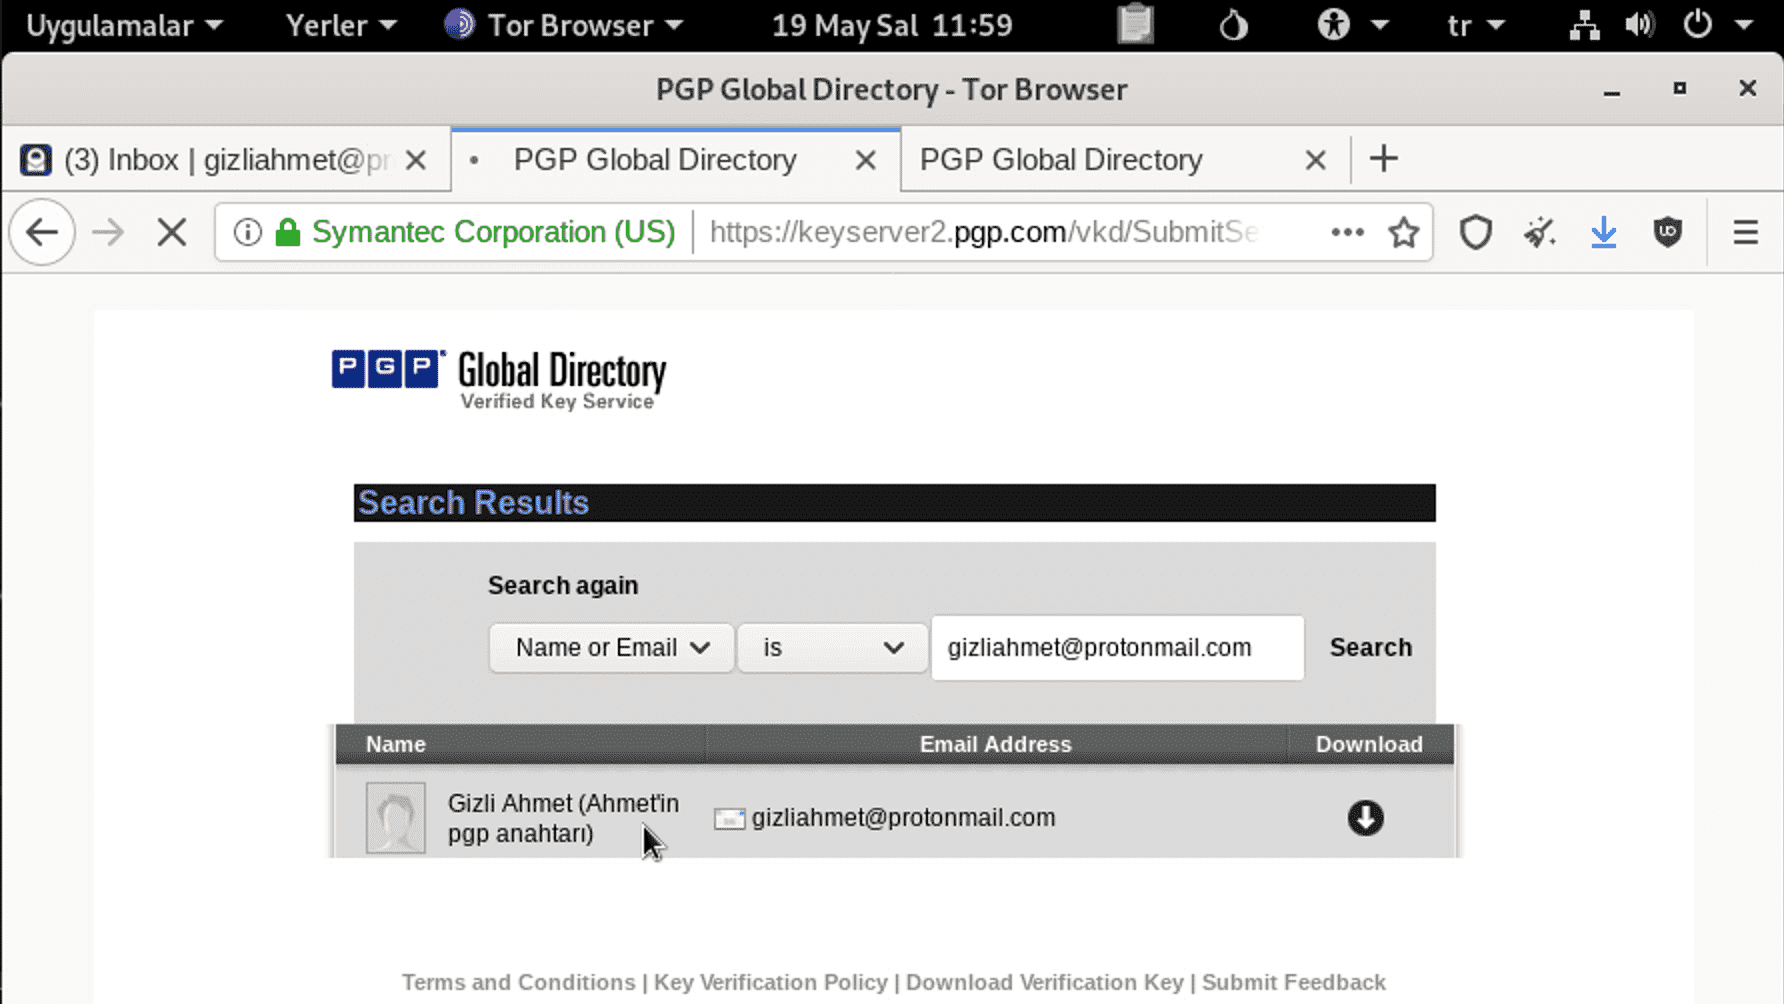 Uygulamalar Yerler Tor Browser 19 May Sal 11:59 tr
PGP Global Directory - Tor Browser
(3) Inbox | gizliahmet@pr PGP Global Directory PGP Global Directory
Symantec Corporation (US) https://keyserver2.pgp.com/vkd/SubmitSe
PGP Global Directory
Verified Key Service
Search Results
Search again
Name or Email is gizliahmet@protonmail.com Search
Name Email Address Download
Gizli Ahmet (Ahmet'in
pgp anahtarı) gizliahmet@protonmail.com
Terms and Conditions | Key Verification Policy | Download Verification Key | Submit Feedback